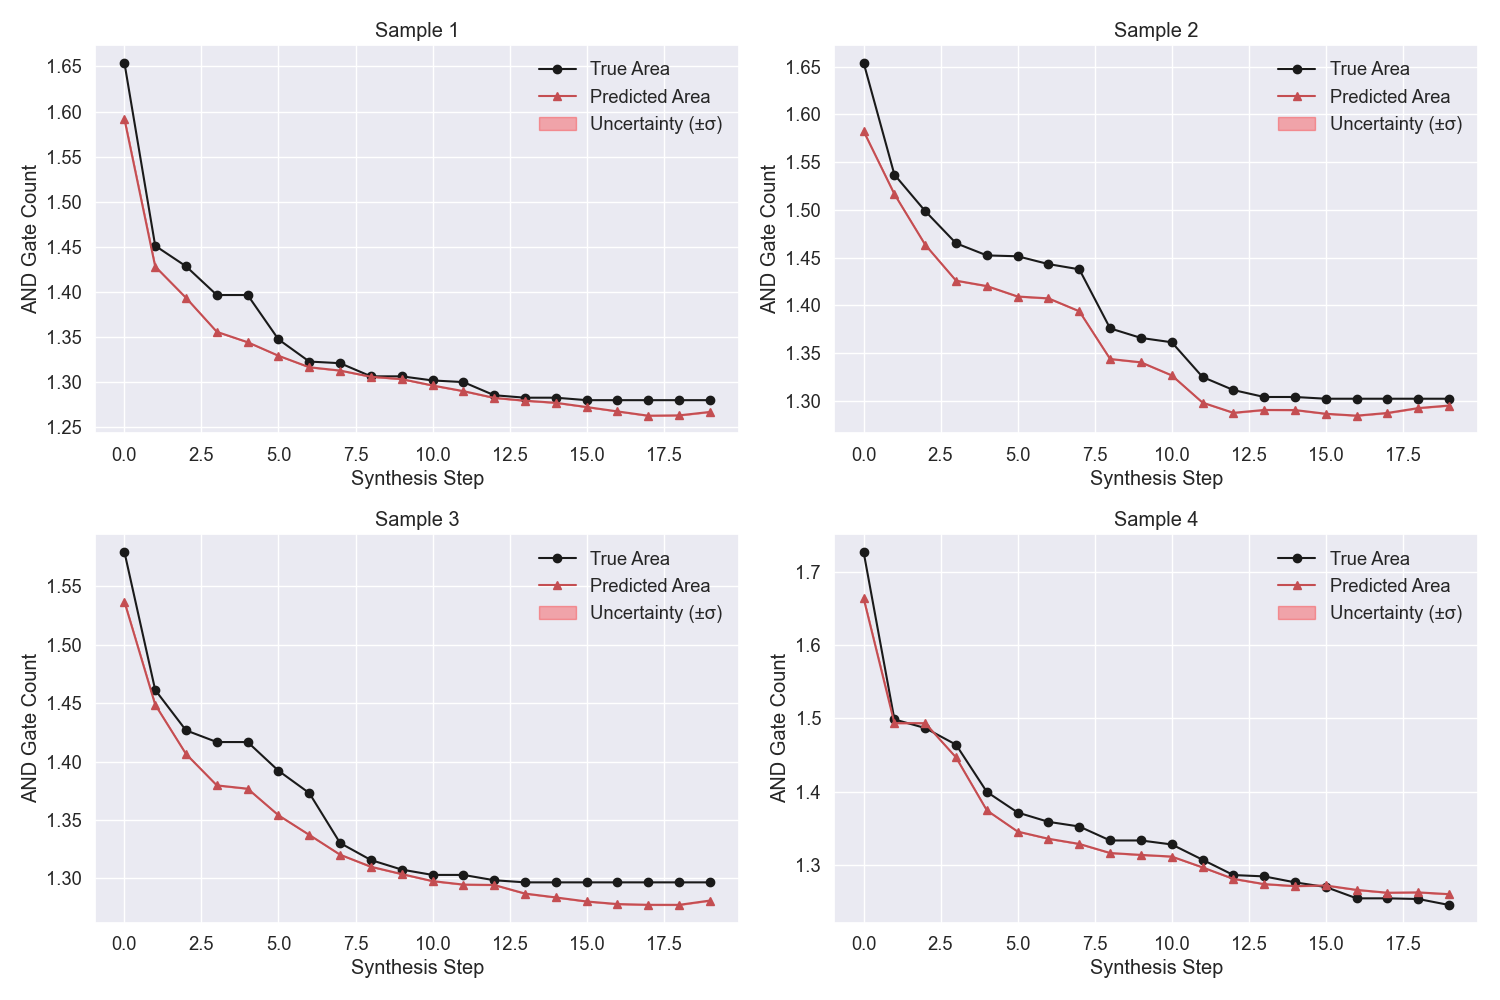 Sample 1
AND Gate Count
1.65
1.60
1.55
1.50
1.45
1.40
1.35
1.30
1.25
True Area
Predicted Area
Uncertainty (±σ)
0.0 2.5 5.0 7.5 10.0 12.5 15.0 17.5
Synthesis Step
Sample 2
AND Gate Count
1.65
1.60
1.55
1.50
1.45
1.40
1.35
1.30
True Area
Predicted Area
Uncertainty (±σ)
0.0 2.5 5.0 7.5 10.0 12.5 15.0 17.5
Synthesis Step
Sample 3
AND Gate Count
1.55
1.50
1.45
1.40
1.35
1.30
True Area
Predicted Area
Uncertainty (±σ)
0.0 2.5 5.0 7.5 10.0 12.5 15.0 17.5
Synthesis Step
Sample 4
AND Gate Count
1.7
1.6
1.5
1.4
1.3
True Area
Predicted Area
Uncertainty (±σ)
0.0 2.5 5.0 7.5 10.0 12.5 15.0 17.5
Synthesis Step